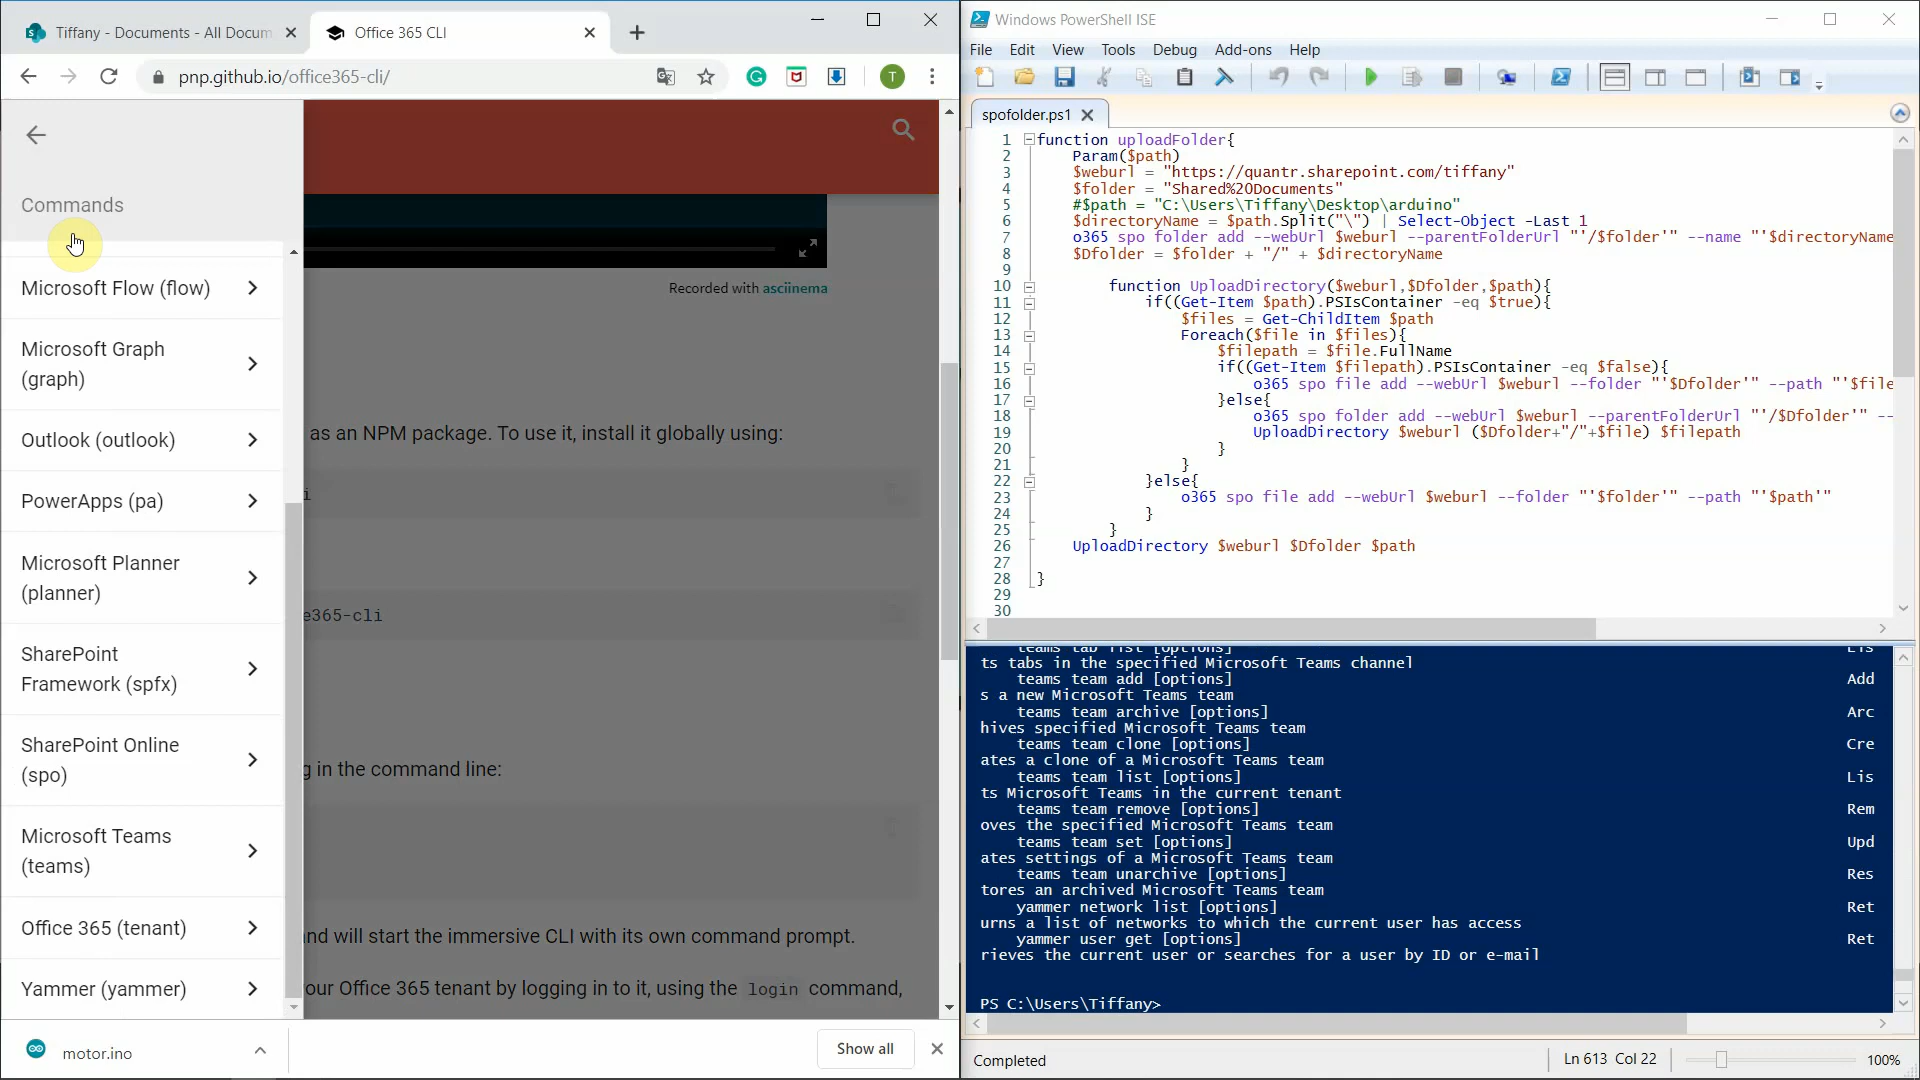 Tiffany - Documents - All Docum
Office 365 CLI
pnp.github.io/office365-cli/
T
Commands
Microsoft Flow (flow)
Microsoft Graph
(graph)
Outlook (outlook)
PowerApps (pa)
Microsoft Planner
(planner)
SharePoint
Framework (spfx)
SharePoint Online
(spo)
Microsoft Teams
(teams)
Office 365 (tenant)
Yammer (yammer)
Recorded with asciinema
as an NPM package. To use it, install it globally using:
i
e365-cli
g in the command line:
nd will start the immersive CLI with its own command prompt.
our Office 365 tenant by logging in to it, using the login command,
motor.ino
Show all
Windows PowerShell ISE
File Edit View Tools Debug Add-ons Help
spofolder.ps1
1 function uploadFolder{
2 Param($path)
3 $weburl = "https://quantr.sharepoint.com/tiffany"
4 $folder = "Shared%20Documents"
5 #$path = "C:\Users\Tiffany\Desktop\arduino"
6 $directoryName = $path.Split("\") | Select-Object -Last 1
7 o365 spo folder add --webUrl $weburl --parentFolderUrl "'/$folder'" --name "'$directoryName
8 $Dfolder = $folder + "/" + $directoryName
9
10 function UploadDirectory($weburl,$Dfolder,$path){
11 if((Get-Item $path).PSIsContainer -eq $true){
12 $files = Get-ChildItem $path
13 Foreach($file in $files){
14 $filepath = $file.FullName
15 if((Get-Item $filepath).PSIsContainer -eq $false){
16 o365 spo file add --webUrl $weburl --folder "'$Dfolder'" --path "'$file
17 }else{
18 o365 spo folder add --webUrl $weburl --parentFolderUrl "'/$Dfolder'" --
19 UploadDirectory $weburl ($Dfolder+"/"+$file) $filepath
20 }
21 }
22 }else{
23 o365 spo file add --webUrl $weburl --folder "'$folder'" --path "'$path'"
24 }
25 }
26 UploadDirectory $weburl $Dfolder $path
27
28 }
29
30
teams tab list [options] Lis
ts tabs in the specified Microsoft Teams channel
teams team add [options] Add
s a new Microsoft Teams team
teams team archive [options] Arc
hives specified Microsoft Teams team
teams team clone [options] Cre
ates a clone of a Microsoft Teams team
teams team list [options] Lis
ts Microsoft Teams in the current tenant
teams team remove [options] Rem
oves the specified Microsoft Teams team
teams team set [options] Upd
ates settings of a Microsoft Teams team
teams team unarchive [options] Res
tores an archived Microsoft Teams team
yammer network list [options] Ret
urns a list of networks to which the current user has access
yammer user get [options] Ret
rieves the current user or searches for a user by ID or e-mail
PS C:\Users\Tiffany>
Completed
Ln 613 Col 22
100%